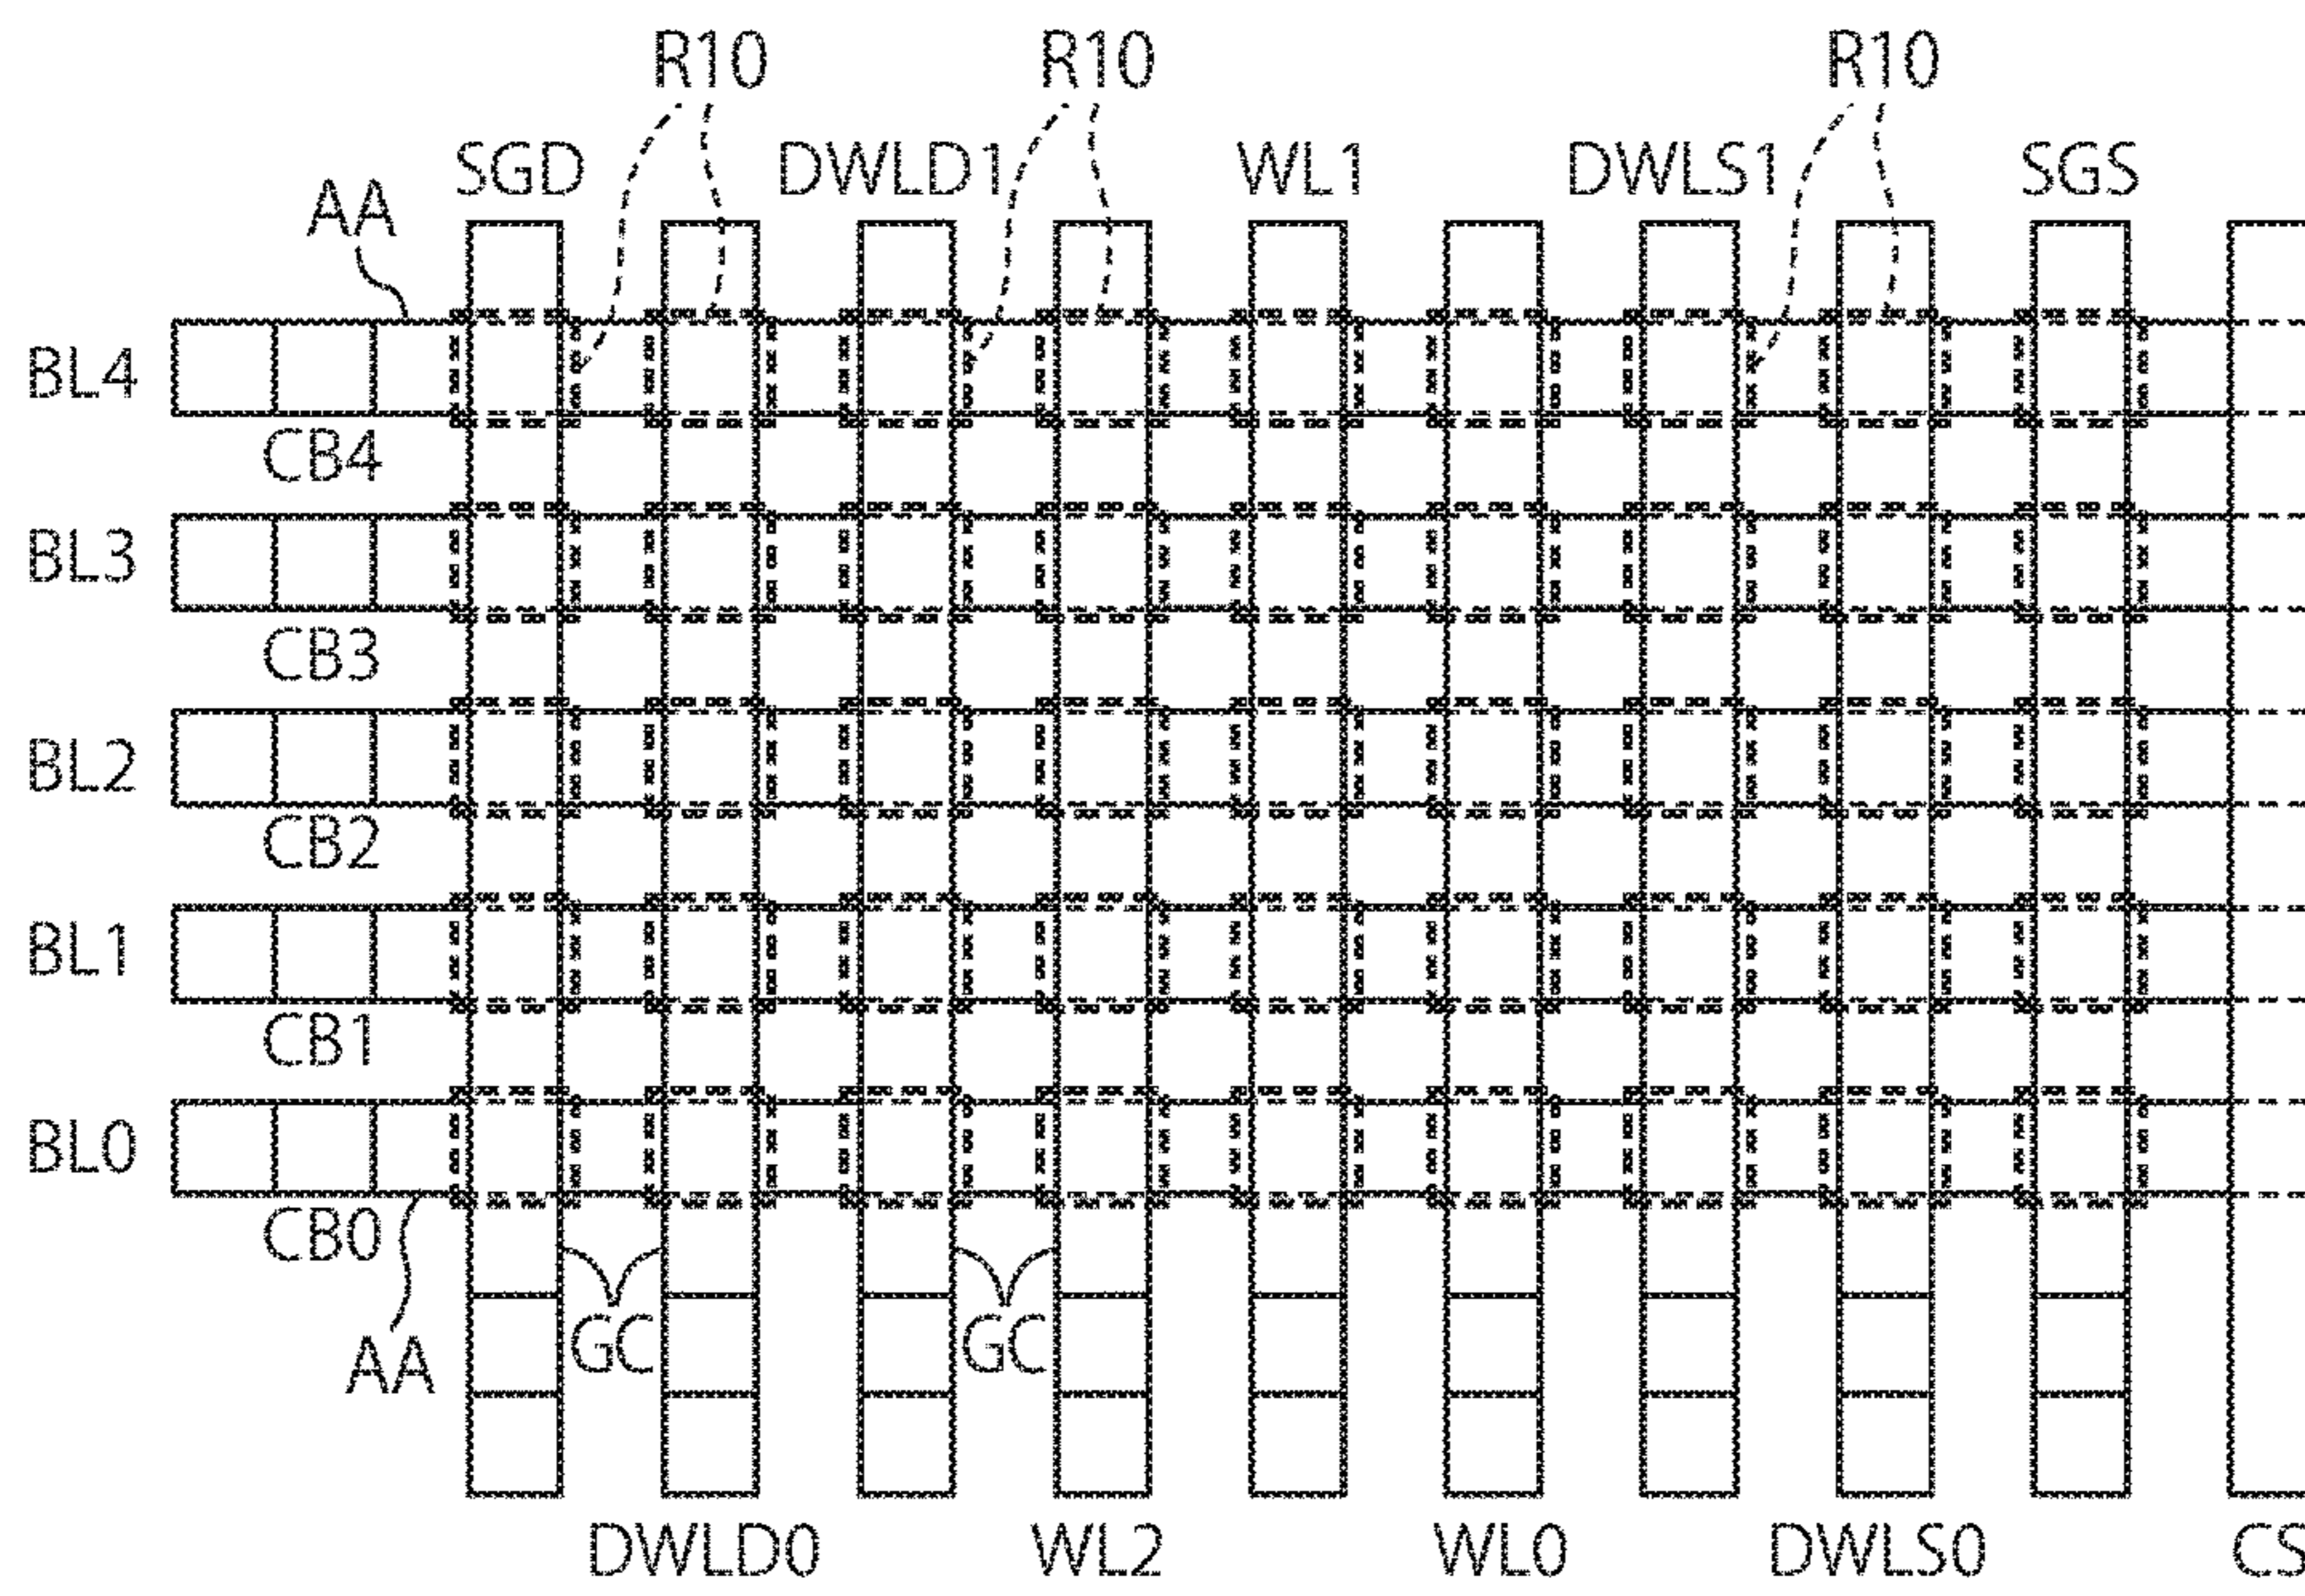 R10 R10 R10
SGD DWLD1 WL1 DWLS1 SGS
AA
BL4
CB4
BL3
CB3
BL2
CB2
BL1
CB1
BL0
CB0
AA GC GC
DWLD0 WL2 WL0 DWLS0 CS